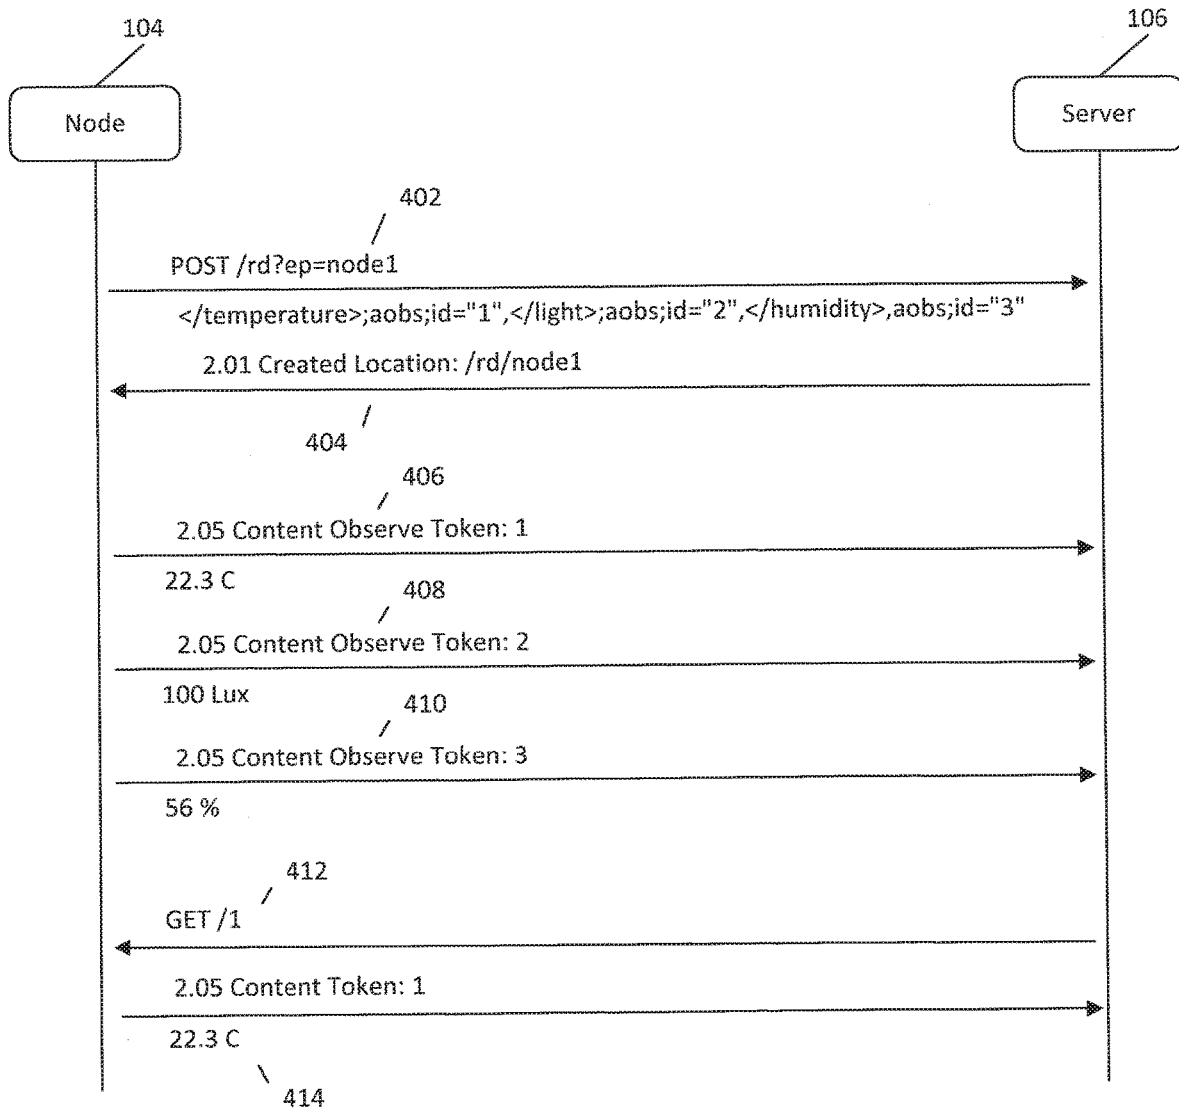 104
106
Node
Server
402
POST /rd?ep=node1
</temperature>;aobs;id="1",</light>;aobs;id="2",</humidity>,aobs;id="3"
2.01 Created Location: /rd/node1
404
406
2.05 Content Observe Token: 1
22.3 C
408
2.05 Content Observe Token: 2
100 Lux
410
2.05 Content Observe Token: 3
56 %
412
GET /1
2.05 Content Token: 1
22.3 C
414